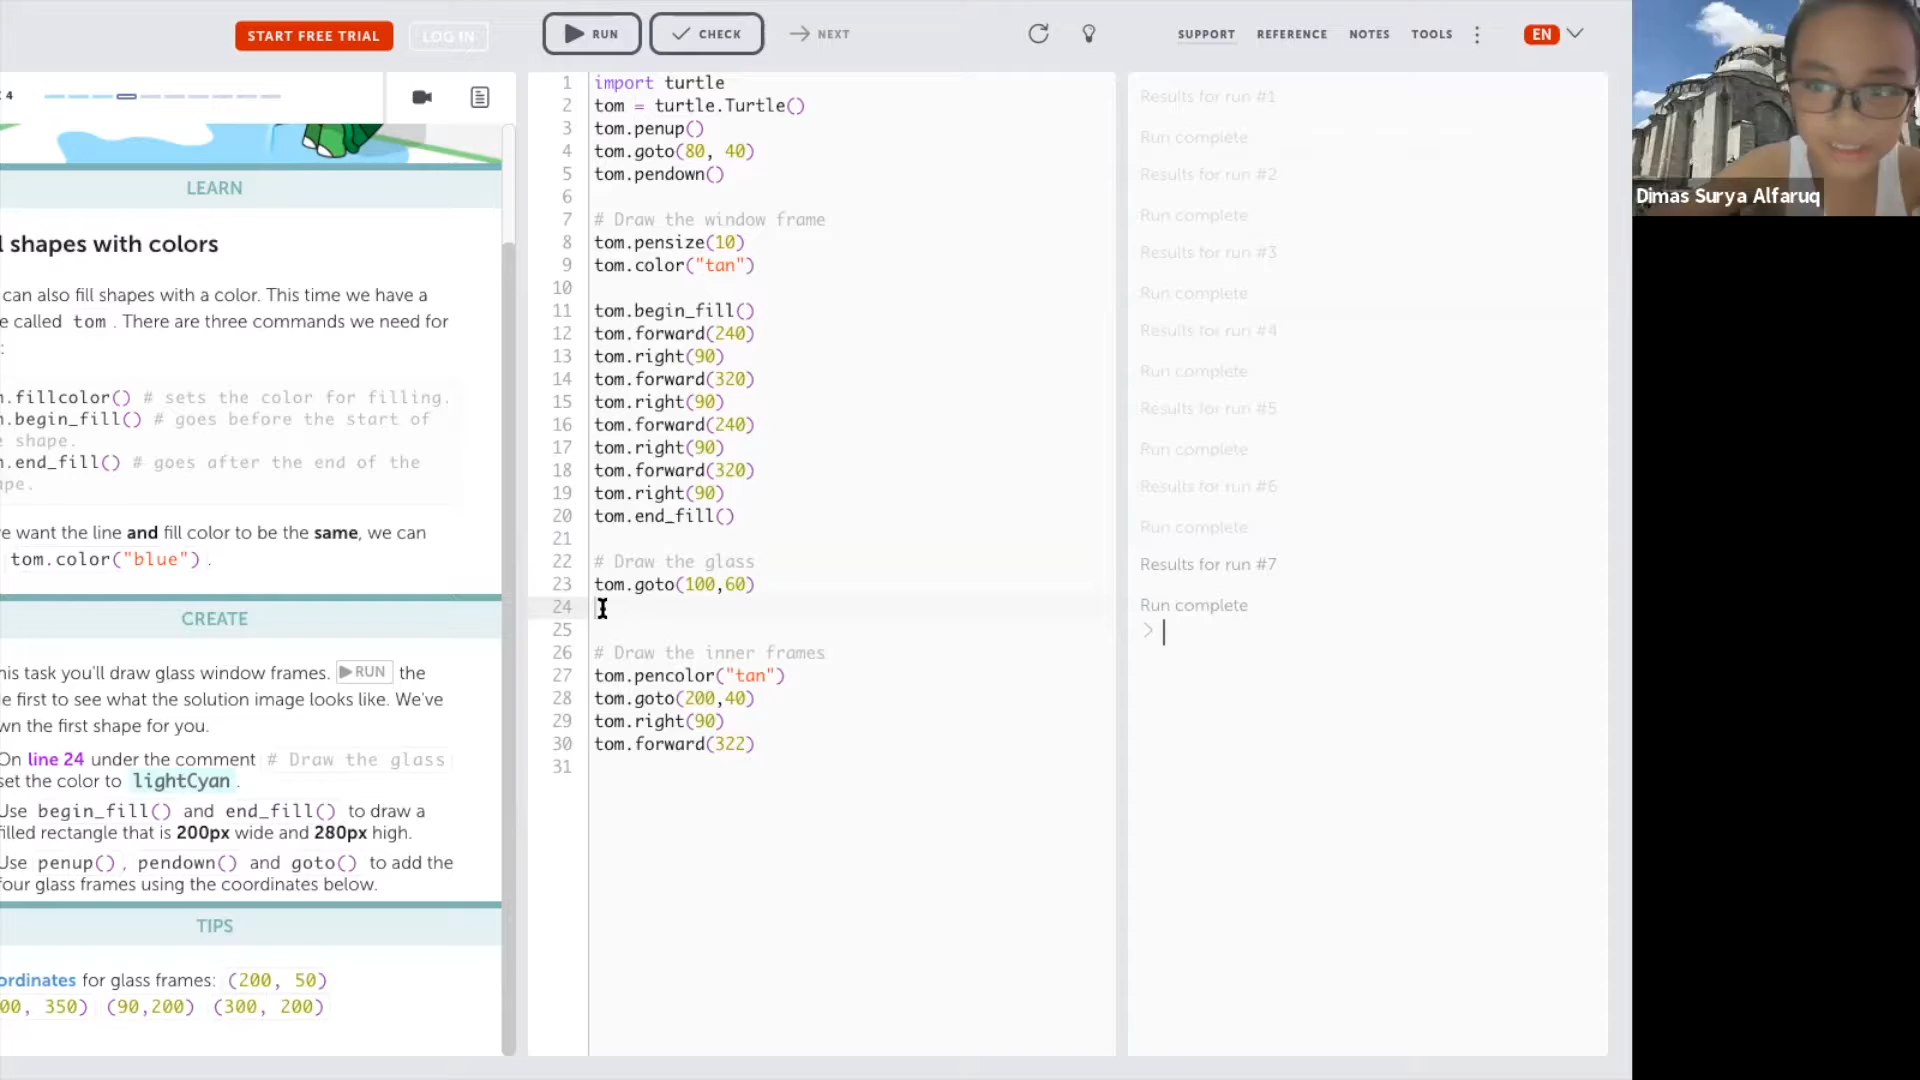 START FREE TRIAL
LOG IN
RUN
CHECK
NEXT
SUPPORT
REFERENCE
NOTES
TOOLS
EN
4
LEARN
l shapes with colors
can also fill shapes with a color. This time we have a
e called tom . There are three commands we need for
:
.fillcolor() # sets the color for filling.
.begin_fill() # goes before the start of
e shape.
.end_fill() # goes after the end of the
ape.
e want the line and fill color to be the same, we can
tom.color("blue") .
CREATE
his task you'll draw glass window frames. RUN the
e first to see what the solution image looks like. We've
wn the first shape for you.
On line 24 under the comment # Draw the glass
set the color to lightCyan .
Use begin_fill() and end_fill() to draw a
filled rectangle that is 200px wide and 280px high.
Use penup(), pendown() and goto() to add the
four glass frames using the coordinates below.
TIPS
ordinates for glass frames: (200, 50)
00, 350) (90,200) (300, 200)
1 import turtle
2 tom = turtle.Turtle()
3 tom.penup()
4 tom.goto(80, 40)
5 tom.pendown()
6
7 # Draw the window frame
8 tom.pensize(10)
9 tom.color("tan")
10
11 tom.begin_fill()
12 tom.forward(240)
13 tom.right(90)
14 tom.forward(320)
15 tom.right(90)
16 tom.forward(240)
17 tom.right(90)
18 tom.forward(320)
19 tom.right(90)
20 tom.end_fill()
21
22 # Draw the glass
23 tom.goto(100,60)
24
25
26 # Draw the inner frames
27 tom.pencolor("tan")
28 tom.goto(200,40)
29 tom.right(90)
30 tom.forward(322)
31
Results for run #1
Run complete
Results for run #2
Run complete
Results for run #3
Run complete
Results for run #4
Run complete
Results for run #5
Run complete
Results for run #6
Run complete
Results for run #7
Run complete
>
Dimas Surya Alfaruq